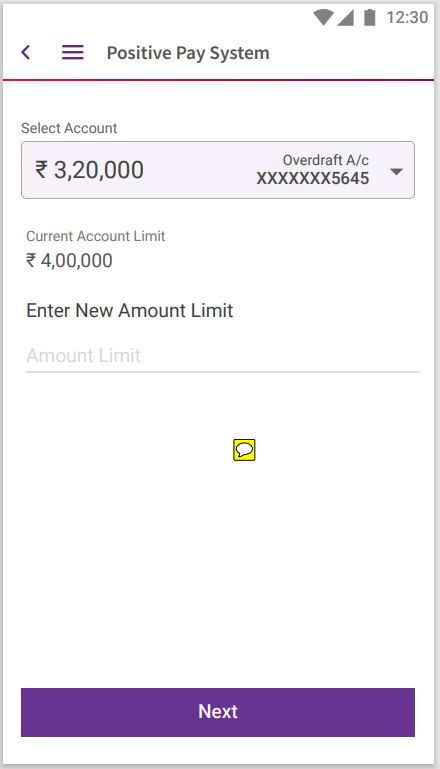 12:30
Positive Pay System
Select Account
₹ 3,20,000
Overdraft A/c
XXXXXXX5645
Current Account Limit
₹ 4,00,000
Enter New Amount Limit
Amount Limit
Next